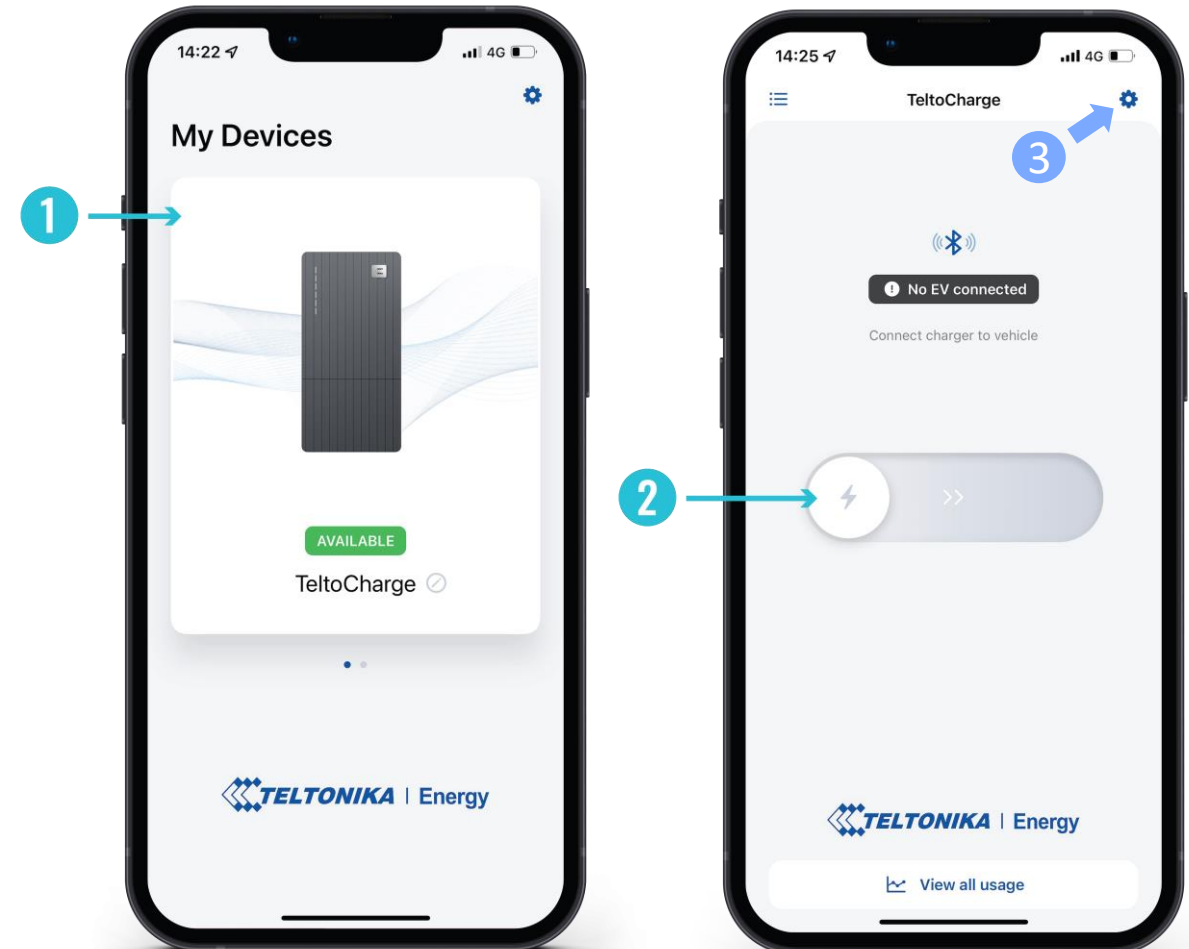 14:22 4G
My Devices
1
AVAILABLE
TeltoCharge
TELTONIKA | Energy
14:25 4G
TeltoCharge
3
No EV connected
Connect charger to vehicle
2
TELTONIKA | Energy
View all usage